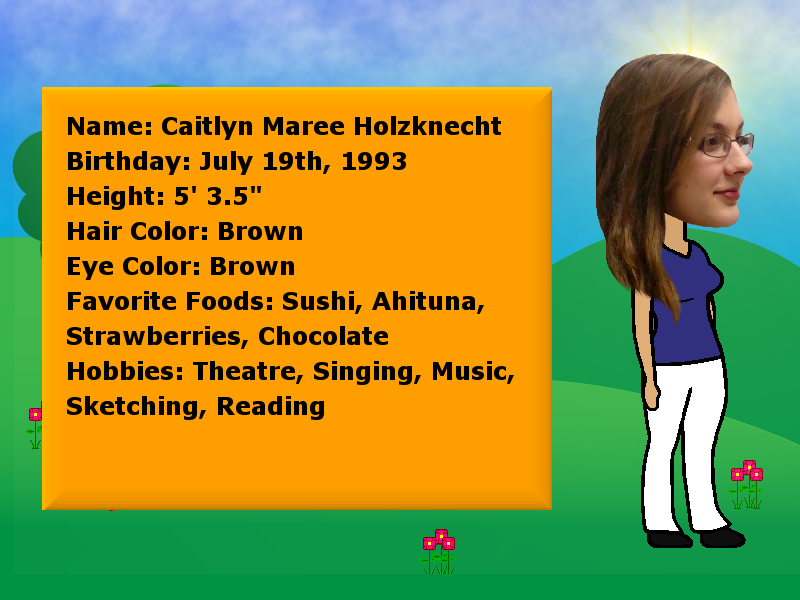 Name: Caitlyn Maree Holzknecht
Birthday: July 19th, 1993
Height: 5' 3.5"
Hair Color: Brown
Eye Color: Brown
Favorite Foods: Sushi, Ahituna,
Strawberries, Chocolate
Hobbies: Theatre, Singing, Music,
Sketching, Reading